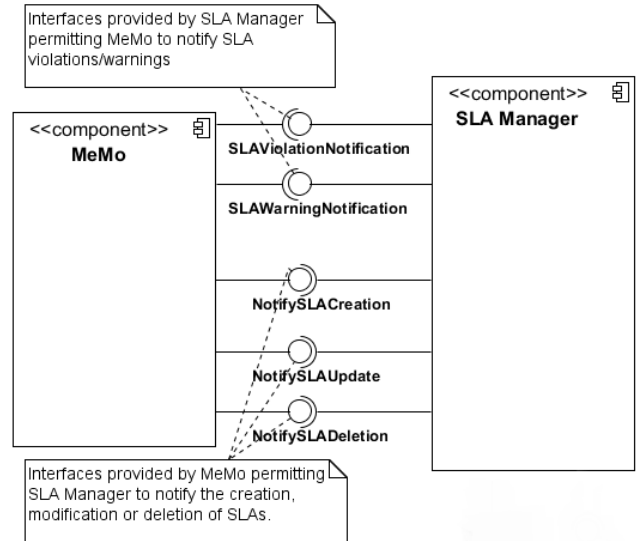 Interfaces provided by SLA Manager
permitting MeMo to notify SLA
violations/warnings
<<component>>
MeMo
<<component>>
SLA Manager
SLAViolationNotification
SLAWarningNotification
NotifySLACreation
NotifySLAUpdate
NotifySLADeletion
Interfaces provided by MeMo permitting
SLA Manager to notify the creation,
modification or deletion of SLAs.